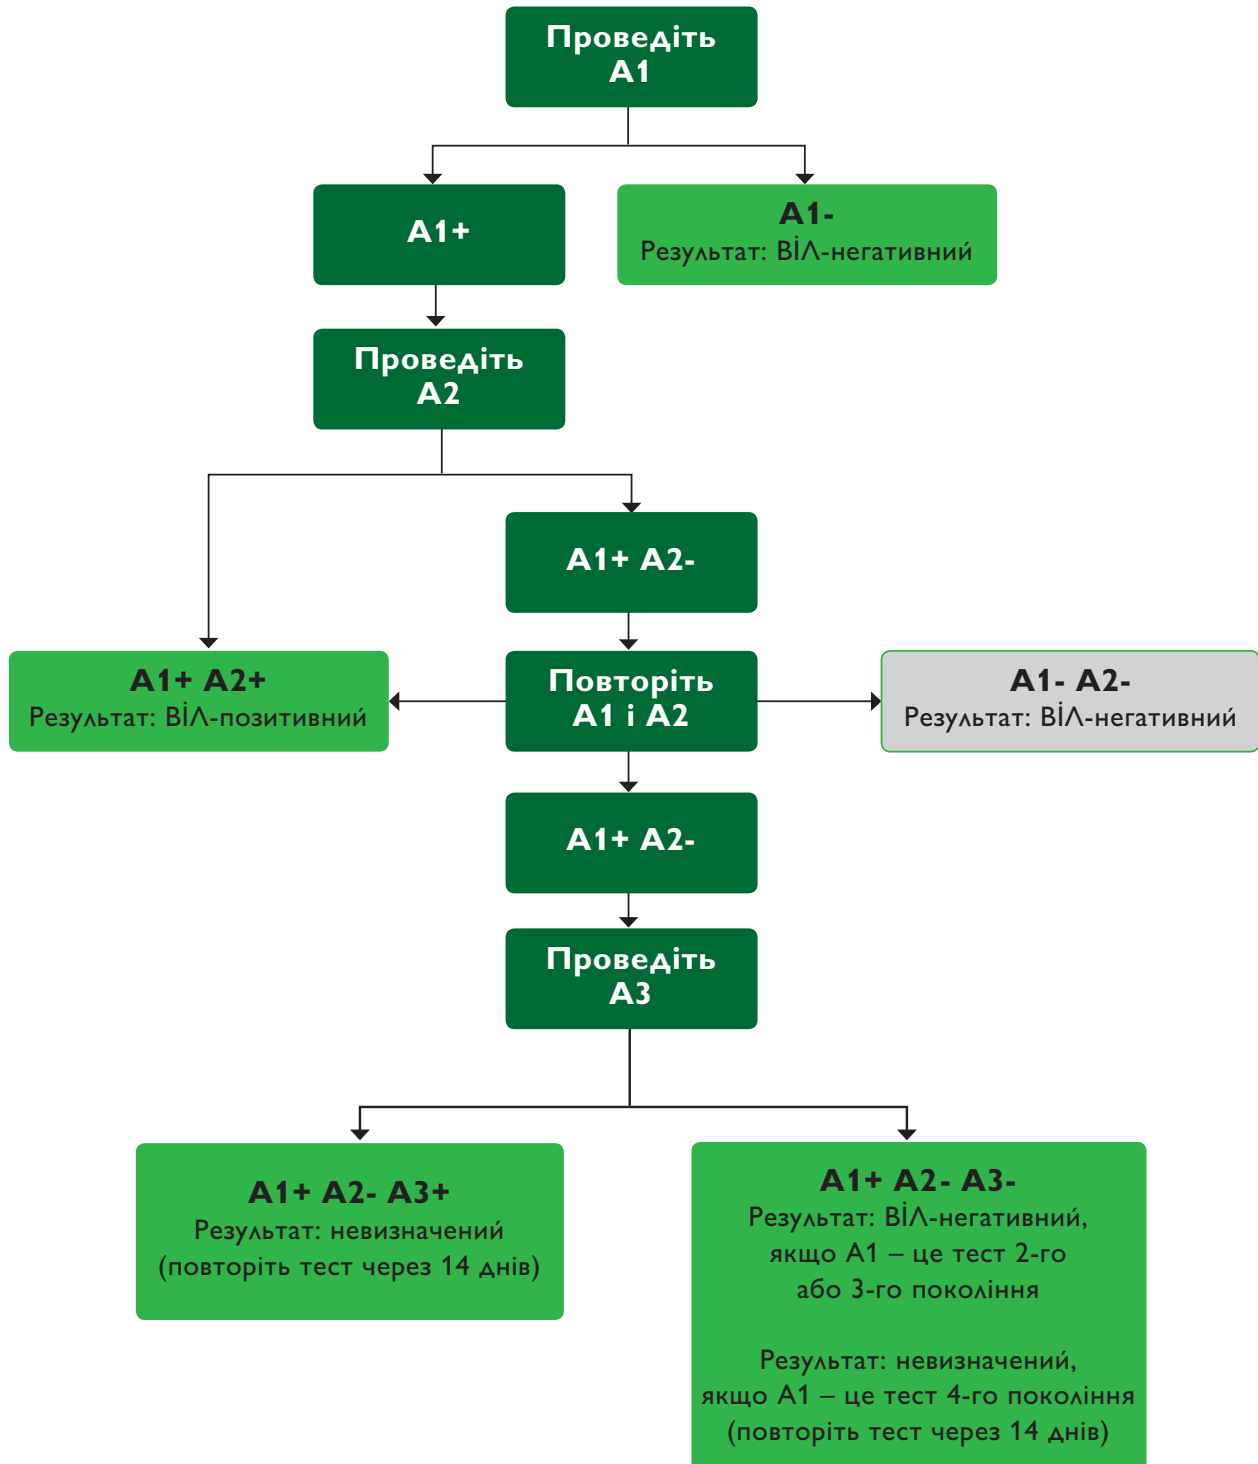 Проведіть
А1
А1+
А1-
Результат: ВІЛ-негативний
Проведіть
А2
А1+ А2-
А1+ А2+
Результат: ВІЛ-позитивний
Повторіть
А1 і А2
А1- А2-
Результат: ВІЛ-негативний
А1+ А2-
Проведіть
А3
А1+ А2- А3+
Результат: невизначений
(повторіть тест через 14 днів)
А1+ А2- А3-
Результат: ВІЛ-негативний,
якщо А1 – це тест 2-го
або 3-го покоління
Результат: невизначений,
якщо А1 – це тест 4-го покоління
(повторіть тест через 14 днів)